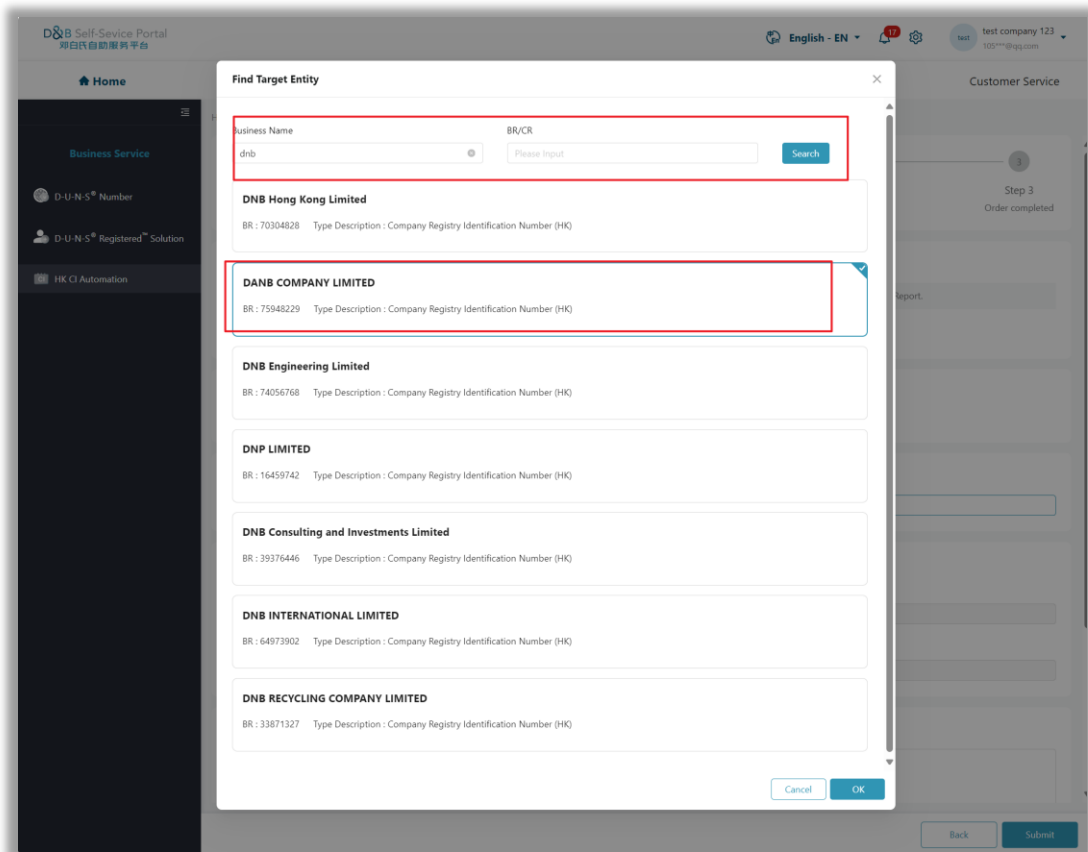 D&B Self-Sevice Portal
邓白氏自助服务平台
English - EN
17
test
test company 123
105***@qq.com
Home
Customer Service
Business Service
D-U-N-S® Number
D-U-N-S® Registered™ Solution
CI HK CI Automation
Find Target Entity
Business Name
BR/CR
dnb
Please Input
Search
DNB Hong Kong Limited
BR : 70304828 Type Description : Company Registry Identification Number (HK)
DANB COMPANY LIMITED
BR : 75948229 Type Description : Company Registry Identification Number (HK)
DNB Engineering Limited
BR : 74056768 Type Description : Company Registry Identification Number (HK)
DNP LIMITED
BR : 16459742 Type Description : Company Registry Identification Number (HK)
DNB Consulting and Investments Limited
BR : 39376446 Type Description : Company Registry Identification Number (HK)
DNB INTERNATIONAL LIMITED
BR : 64973902 Type Description : Company Registry Identification Number (HK)
DNB RECYCLING COMPANY LIMITED
BR : 33871327 Type Description : Company Registry Identification Number (HK)
Cancel
OK
3
Step 3
Order completed
Report.
Back
Submit